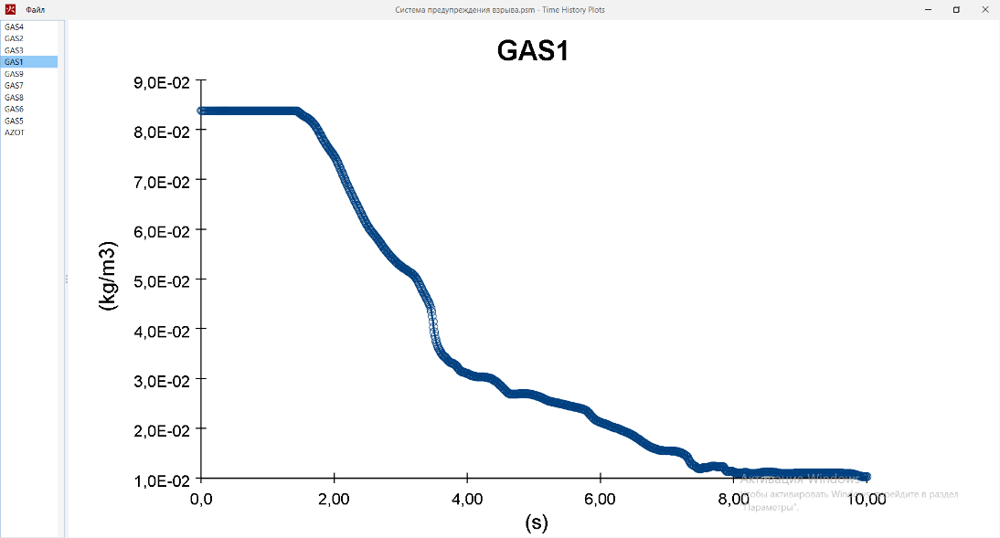 Файл
Система предупреждения взрыва.psm - Time History Plots
GAS4
GAS2
GAS3
GAS1
GAS9
GAS7
GAS8
GAS6
GAS5
AZOT
GAS1
9,0E-02
8,0E-02
7,0E-02
6,0E-02
5,0E-02
4,0E-02
3,0E-02
2,0E-02
1,0E-02
(kg/m3)
0,0
2,00
4,00
6,00
8,00
10,00
(s)
Активация Windows
Чтобы активировать Windows, перейдите в раздел
"Параметры".